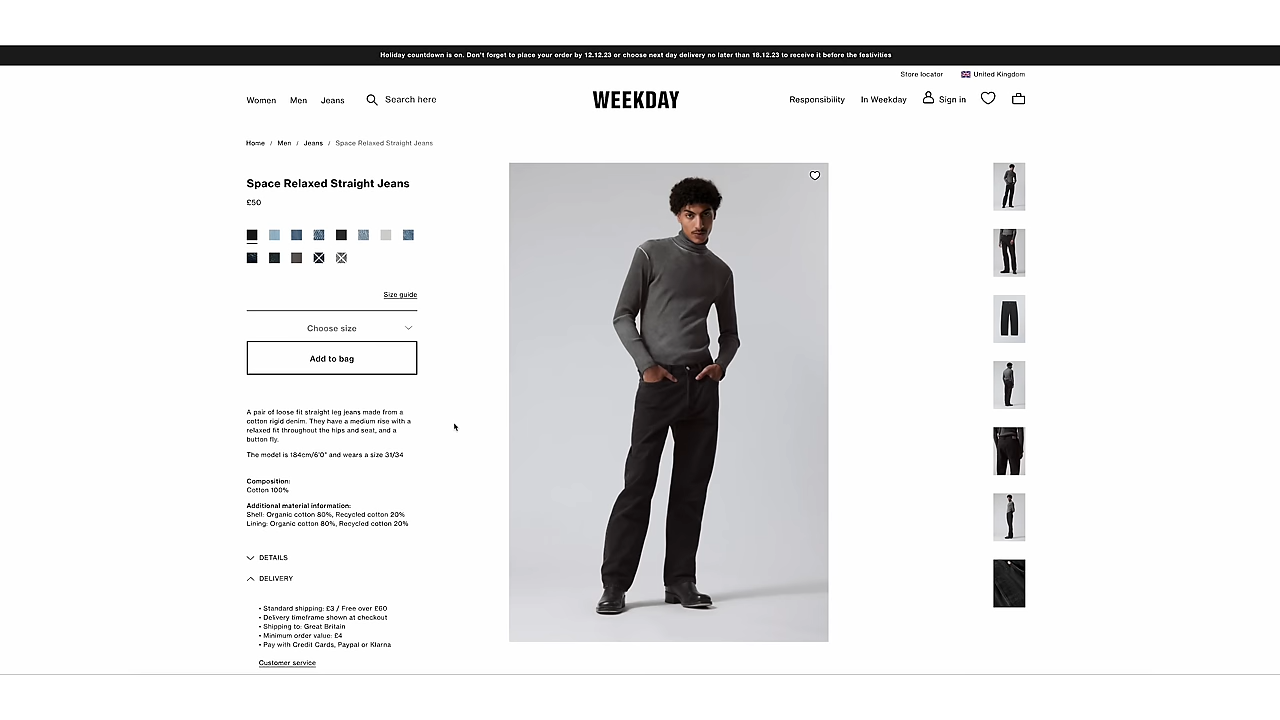 Holiday countdown is on. Don't forget to place your order by 12.12.23 or choose next day delivery no later than 18.12.23 to receive it before the festivities
Store locator United Kingdom
Women Men Jeans Search here WEEKDAY Responsibility In Weekday Sign in
Home / Men / Jeans / Space Relaxed Straight Jeans
Space Relaxed Straight Jeans
£50
Size guide
Choose size
Add to bag
A pair of loose fit straight leg jeans made from a
cotton rigid denim. They have a medium rise with a
relaxed fit throughout the hips and seat, and a
button fly.
The model is 184cm/6'0" and wears a size 31/34
Composition:
Cotton 100%
Additional material information:
Shell: Organic cotton 80%, Recycled cotton 20%
Lining: Organic cotton 80%, Recycled cotton 20%
DETAILS
DELIVERY
• Standard shipping: £3 / Free over £60
• Delivery timeframe shown at checkout
• Shipping to: Great Britain
• Minimum order value: £4
• Pay with Credit Cards, Paypal or Klarna
Customer service